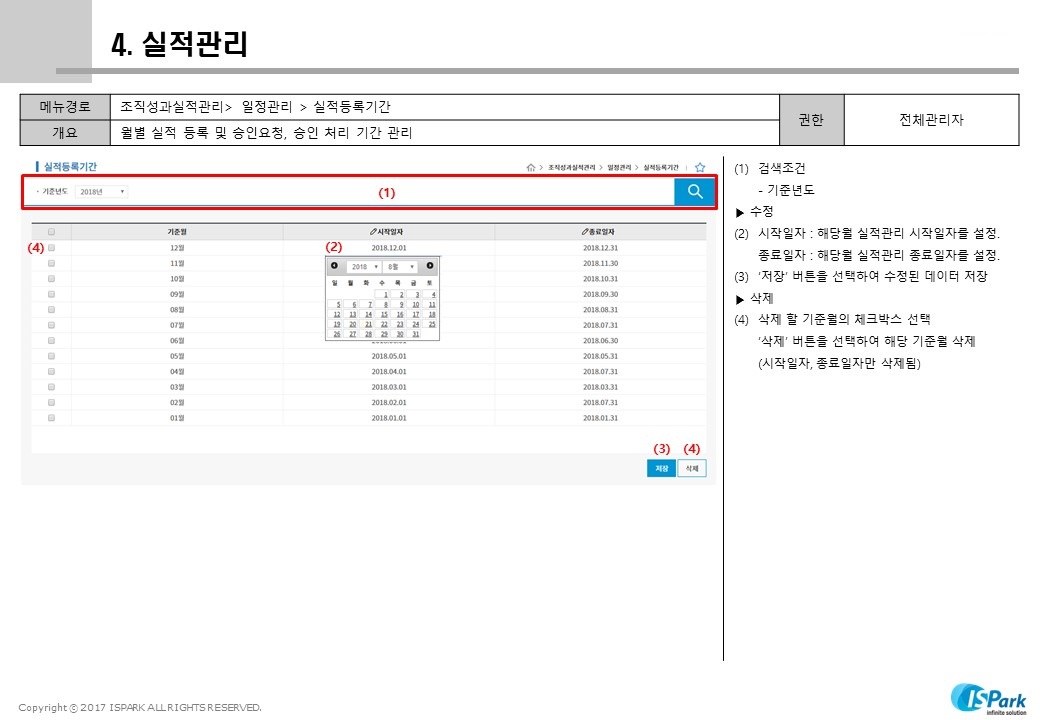 4. 실적관리
메뉴경로 조직성과실적관리> 일정관리 > 실적등록기간
개요 월별 실적 등록 및 승인요청, 승인 처리 기간 관리
권한 전체관리자
실적등록기간
> 조직성과실적관리 > 일정관리 > 실적등록기간
· 기준년도 2018년 (1)
기준월 시작일자 종료일자
(4) 12월 (2) 2018.12.01 2018.12.31
11월 2018.11.30
10월 2018.10.31
09월 2018.09.30
08월 2018.08.31
07월 2018.07.31
06월 2018.06.30
05월 2018.05.01 2018.05.31
04월 2018.04.01 2018.07.31
03월 2018.03.01 2018.03.31
02월 2018.02.01 2018.07.31
01월 2018.01.01 2018.01.31
2018 8월
일 월 화 수 목 금 토
1 2 3 4
5 6 7 8 9 10 11
12 13 14 15 16 17 18
19 20 21 22 23 24 25
26 27 28 29 30 31
(3) (4)
저장 삭제
(1) 검색조건
- 기준년도
▶ 수정
(2) 시작일자 : 해당월 실적관리 시작일자를 설정.
종료일자 : 해당월 실적관리 종료일자를 설정.
(3) ‘저장’ 버튼을 선택하여 수정된 데이터 저장
▶ 삭제
(4) 삭제 할 기준월의 체크박스 선택
‘삭제’ 버튼을 선택하여 해당 기준월 삭제
(시작일자, 종료일자만 삭제됨)
Copyright ⓒ 2017 ISPARK ALL RIGHTS RESERVED.
ISPark
infinite solution